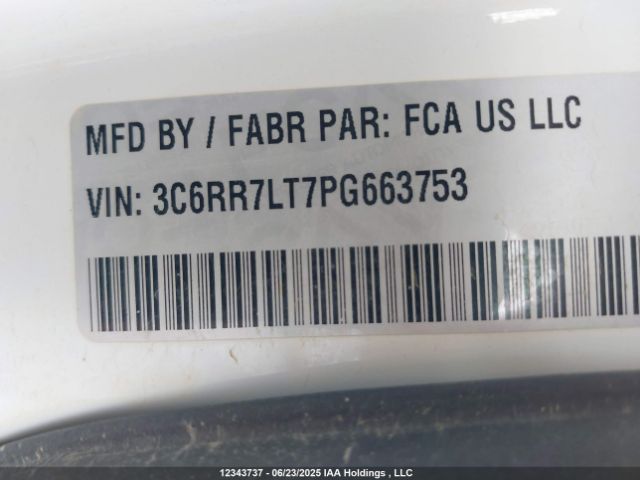 MFD BY / FABR PAR: FCA US LLC
VIN: 3C6RR7LT7PG663753
12343737 - 06/23/2025 IAA Holdings , LLC